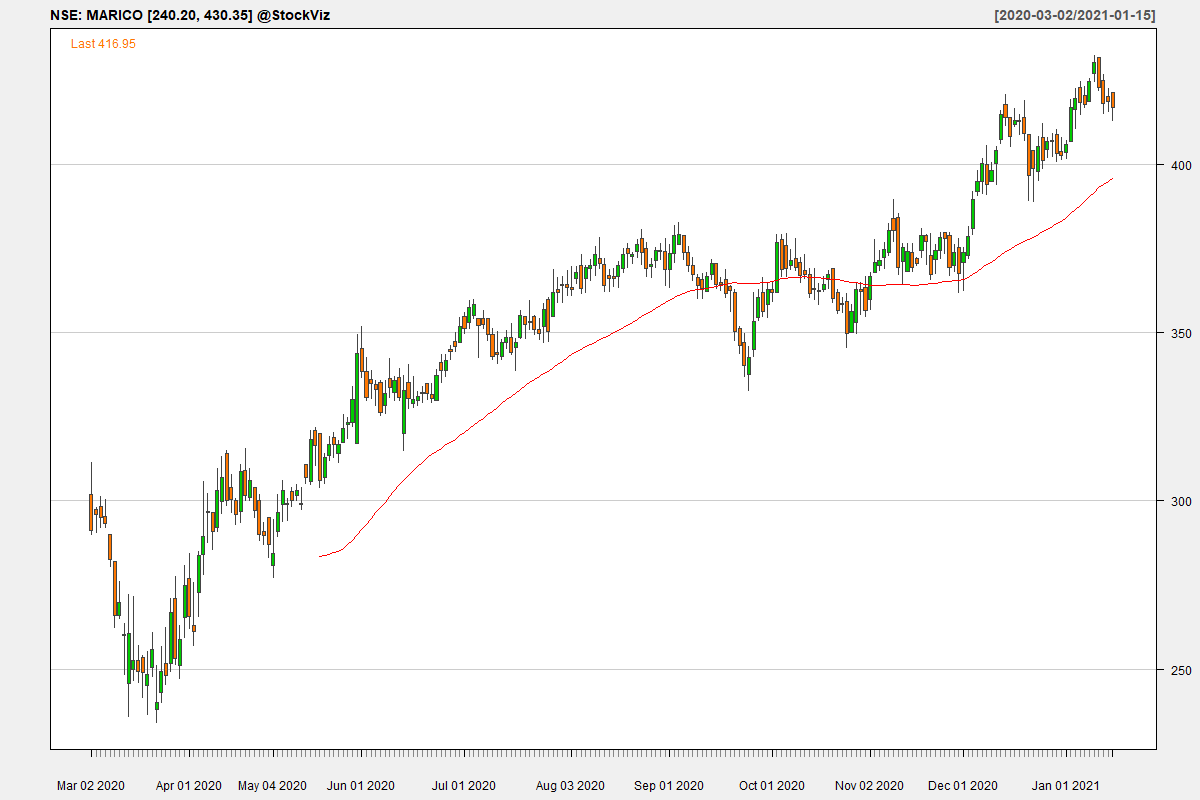 NSE: MARICO [240.20, 430.35] @StockViz
[2020-03-02/2021-01-15]
Last 416.95
400
350
300
250
Mar 02 2020
Apr 01 2020
May 04 2020
Jun 01 2020
Jul 01 2020
Aug 03 2020
Sep 01 2020
Oct 01 2020
Nov 02 2020
Dec 01 2020
Jan 01 2021